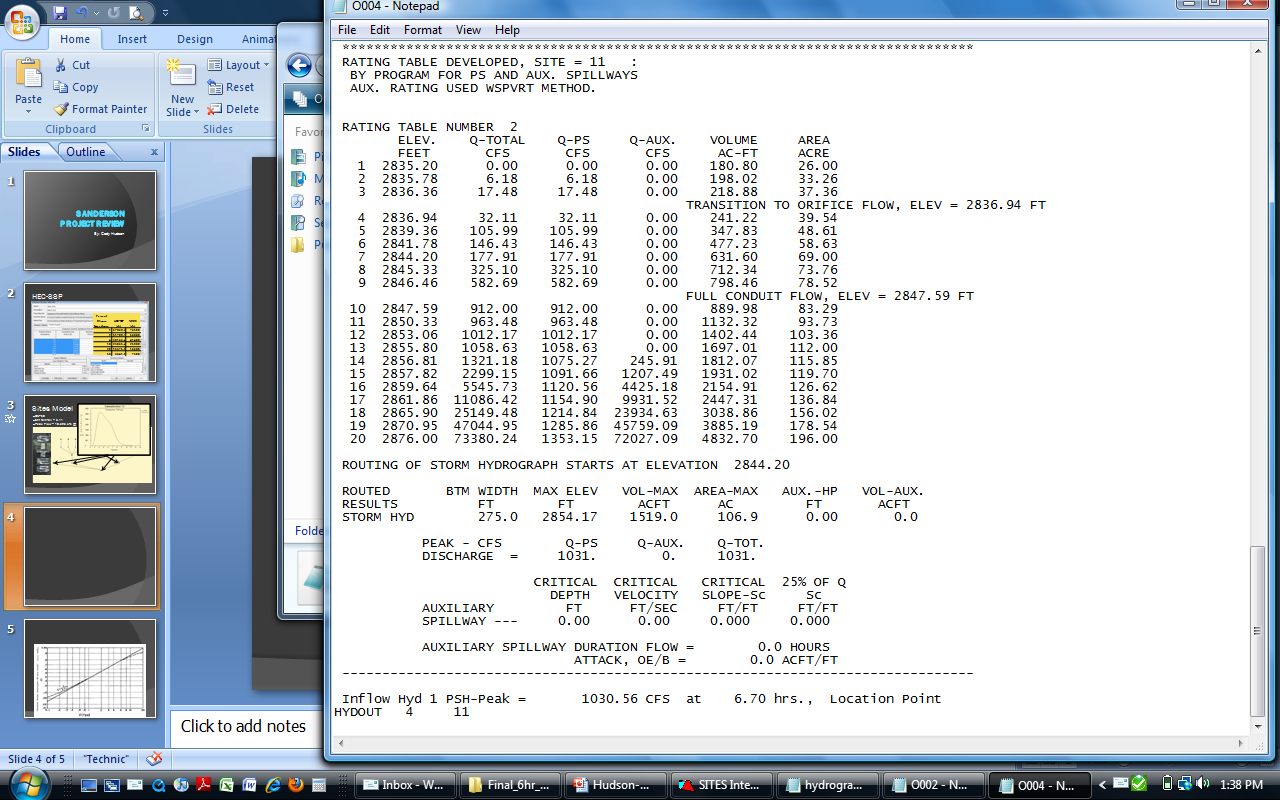 O004 - Notepad
File Edit Format View Help
Home Insert Design Animat
Cut
Copy
Format Painter
Paste
Clipboard
New
Slide
Layout
Reset
Delete
Slides
Slides Outline x
1
SANDERSON
PROJECT REVIEW
By: Cody Hudson
2
HEC-SSP
3
Sites Model
4
5
Favor
Folde
*******************************************************************************
RATING TABLE DEVELOPED, SITE = 11 :
BY PROGRAM FOR PS AND AUX. SPILLWAYS
AUX. RATING USED WSPVRT METHOD.
RATING TABLE NUMBER 2
ELEV. Q-TOTAL Q-PS Q-AUX. VOLUME AREA
FEET CFS CFS CFS AC-FT ACRE
1 2835.20 0.00 0.00 0.00 180.80 26.00
2 2835.78 6.18 6.18 0.00 198.02 33.26
3 2836.36 17.48 17.48 0.00 218.88 37.36
TRANSITION TO ORIFICE FLOW, ELEV = 2836.94 FT
4 2836.94 32.11 32.11 0.00 241.22 39.54
5 2839.36 105.99 105.99 0.00 347.83 48.61
6 2841.78 146.43 146.43 0.00 477.23 58.63
7 2844.20 177.91 177.91 0.00 631.60 69.00
8 2845.33 325.10 325.10 0.00 712.34 73.76
9 2846.46 582.69 582.69 0.00 798.46 78.52
FULL CONDUIT FLOW, ELEV = 2847.59 FT
10 2847.59 912.00 912.00 0.00 889.98 83.29
11 2850.33 963.48 963.48 0.00 1132.32 93.73
12 2853.06 1012.17 1012.17 0.00 1402.44 103.36
13 2855.80 1058.63 1058.63 0.00 1697.01 112.00
14 2856.81 1321.18 1075.27 245.91 1812.07 115.85
15 2857.82 2299.15 1091.66 1207.49 1931.02 119.70
16 2859.64 5545.73 1120.56 4425.18 2154.91 126.62
17 2861.86 11086.42 1154.90 9931.52 2447.31 136.84
18 2865.90 25149.48 1214.84 23934.63 3038.86 156.02
19 2870.95 47044.95 1285.86 45759.09 3885.19 178.54
20 2876.00 73380.24 1353.15 72027.09 4832.70 196.00
ROUTING OF STORM HYDROGRAPH STARTS AT ELEVATION 2844.20
ROUTED BTM WIDTH MAX ELEV VOL-MAX AREA-MAX AUX.-HP VOL-AUX.
RESULTS FT FT ACFT AC FT ACFT
STORM HYD 275.0 2854.17 1519.0 106.9 0.00 0.0
PEAK - CFS Q-PS Q-AUX. Q-TOT.
DISCHARGE = 1031. 0. 1031.
CRITICAL CRITICAL CRITICAL 25% OF Q
DEPTH VELOCITY SLOPE-Sc Sc
AUXILIARY FT FT/SEC FT/FT FT/FT
SPILLWAY --- 0.00 0.00 0.000 0.000
AUXILIARY SPILLWAY DURATION FLOW = 0.0 HOURS
ATTACK, OE/B = 0.0 ACFT/FT
-------------------------------------------------------------------------------
Inflow Hyd 1 PSH-Peak = 1030.56 CFS at 6.70 hrs., Location Point
HYDOUT 4 11
Click to add notes
Slide 4 of 5 "Technic"
Inbox - W... Final_6hr_... Hudson-... SITES Inte... hydrogra... O002 - N... O004 - N... 1:38 PM